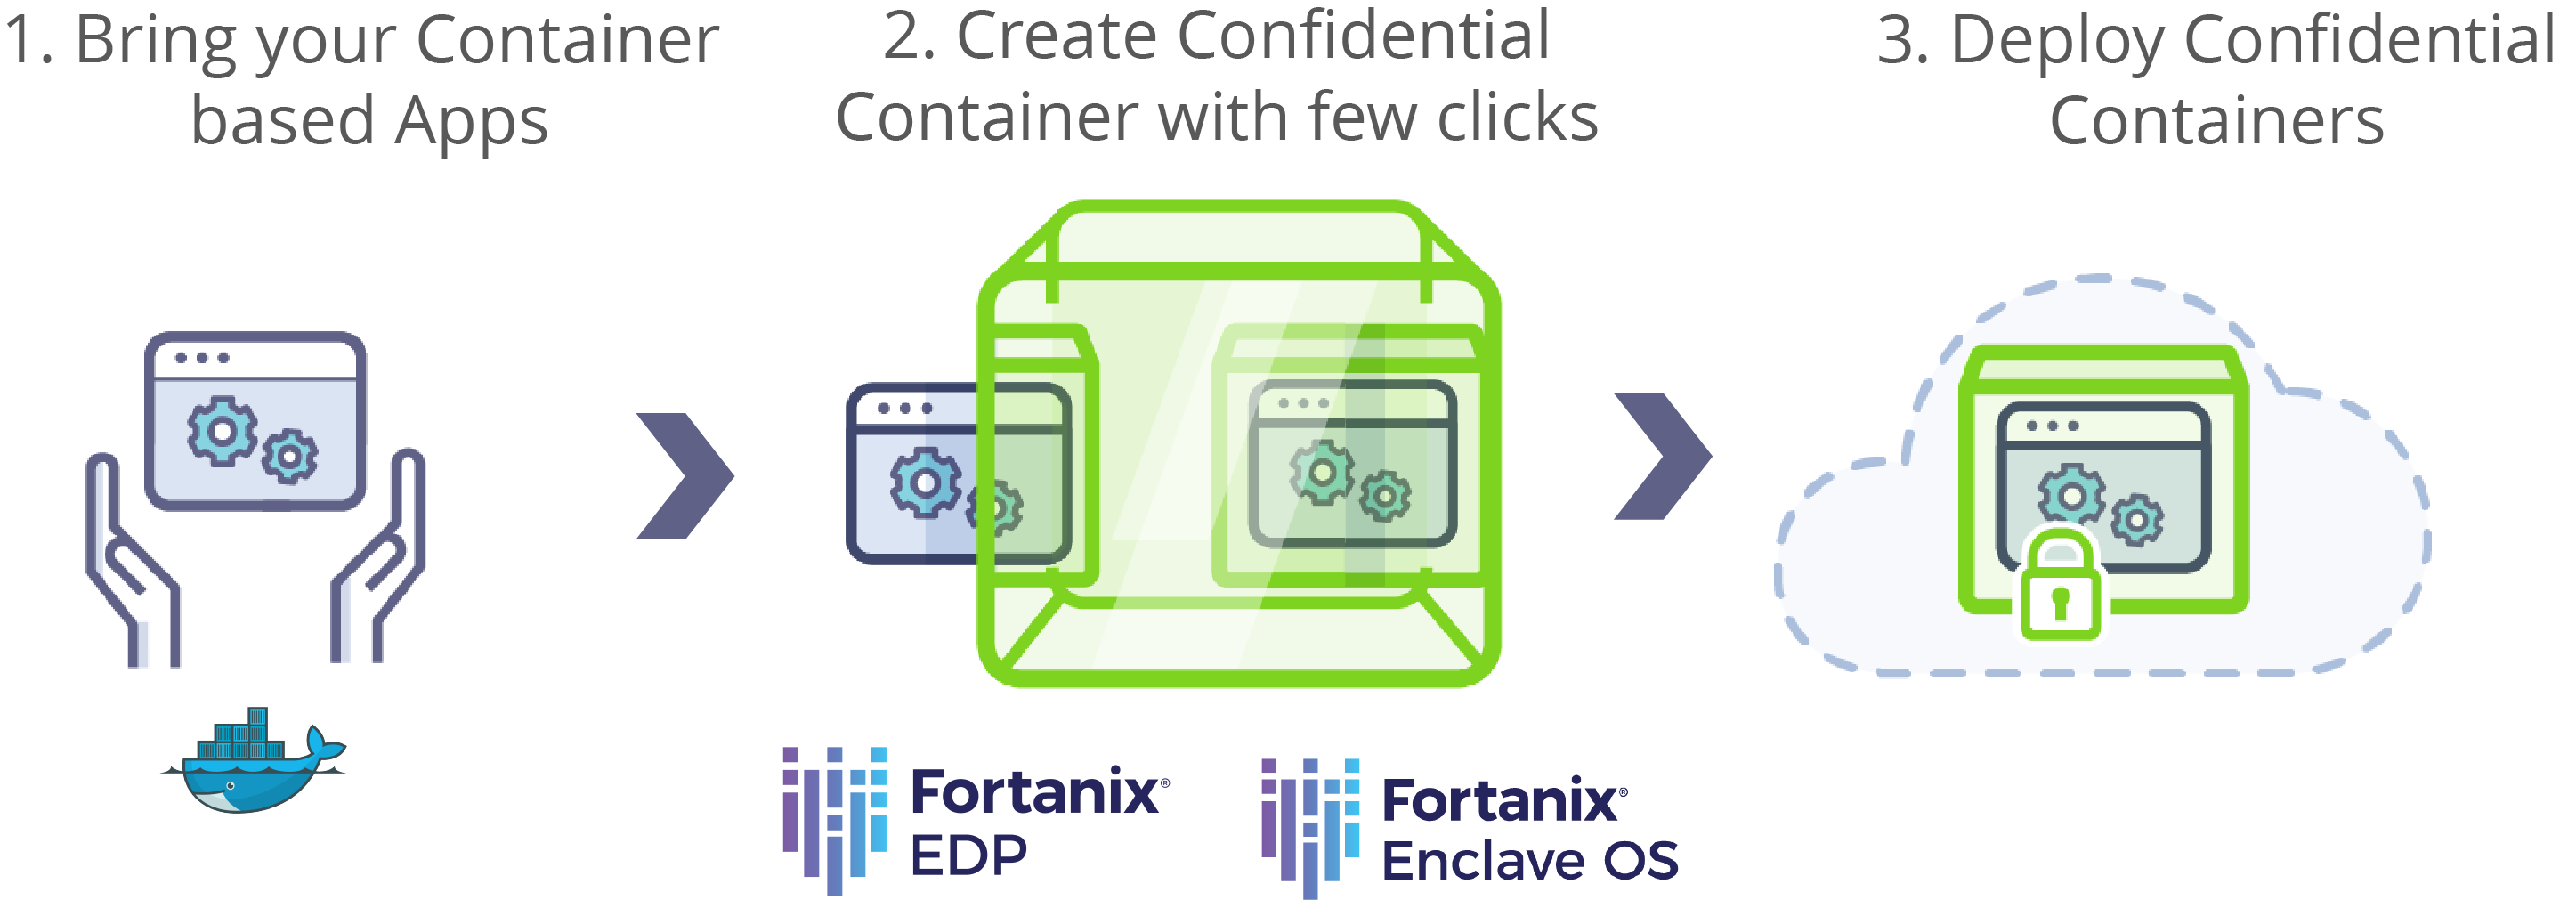 1. Bring your Container
based Apps
2. Create Confidential
Container with few clicks
3. Deploy Confidential
Containers
Fortanix®
EDP
Fortanix®
Enclave OS